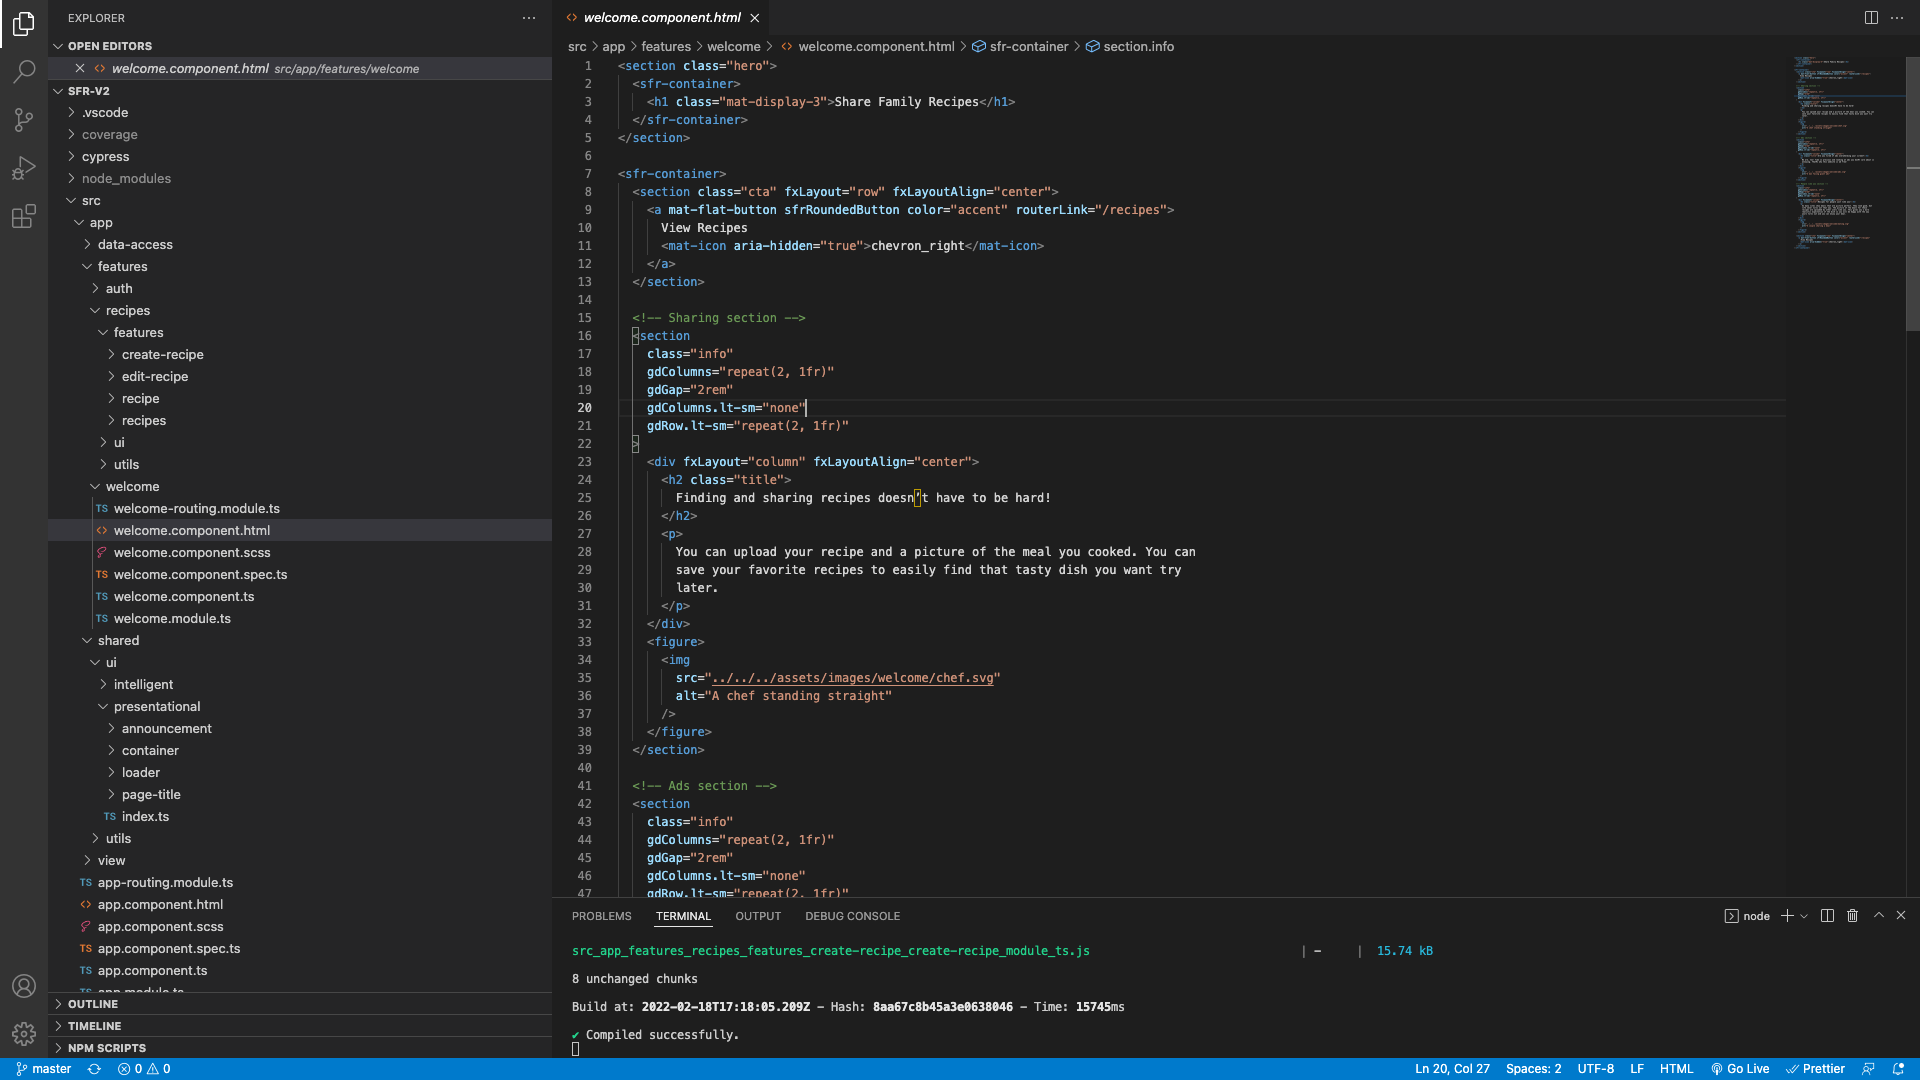 EXPLORER
OPEN EDITORS
welcome.component.html src/app/features/welcome
SFR-V2
.vscode
coverage
cypress
node_modules
src
app
data-access
features
auth
recipes
features
create-recipe
edit-recipe
recipe
recipes
ui
utils
welcome
TS welcome-routing.module.ts
<> welcome.component.html
welcome.component.scss
TS welcome.component.spec.ts
TS welcome.component.ts
TS welcome.module.ts
shared
ui
intelligent
presentational
announcement
container
loader
page-title
TS index.ts
utils
view
TS app-routing.module.ts
<> app.component.html
app.component.scss
TS app.component.spec.ts
TS app.component.ts
TS app.module.ts
OUTLINE
TIMELINE
NPM SCRIPTS
<> welcome.component.html
src > app > features > welcome > <> welcome.component.html > sfr-container > section.info
1 <section class="hero">
2 <sfr-container>
3 <h1 class="mat-display-3">Share Family Recipes</h1>
4 </sfr-container>
5 </section>
6
7 <sfr-container>
8 <section class="cta" fxLayout="row" fxLayoutAlign="center">
9 <a mat-flat-button sfrRoundedButton color="accent" routerLink="/recipes">
10 View Recipes
11 <mat-icon aria-hidden="true">chevron_right</mat-icon>
12 </a>
13 </section>
14
15 <!-- Sharing section -->
16 <section
17 class="info"
18 gdColumns="repeat(2, 1fr)"
19 gdGap="2rem"
20 gdColumns.lt-sm="none"
21 gdRow.lt-sm="repeat(2, 1fr)"
22 >
23 <div fxLayout="column" fxLayoutAlign="center">
24 <h2 class="title">
25 Finding and sharing recipes doesn’t have to be hard!
26 </h2>
27 <p>
28 You can upload your recipe and a picture of the meal you cooked. You can
29 save your favorite recipes to easily find that tasty dish you want try
30 later.
31 </p>
32 </div>
33 <figure>
34 <img
35 src="../../../assets/images/welcome/chef.svg"
36 alt="A chef standing straight"
37 />
38 </figure>
39 </section>
40
41 <!-- Ads section -->
42 <section
43 class="info"
44 gdColumns="repeat(2, 1fr)"
45 gdGap="2rem"
46 gdColumns.lt-sm="none"
47 gdRow.lt-sm="repeat(2, 1fr)"
PROBLEMS TERMINAL OUTPUT DEBUG CONSOLE node
src_app_features_recipes_features_create-recipe_create-recipe_module_ts.js | - | 15.74 kB
8 unchanged chunks
Build at: 2022-02-18T17:18:05.209Z - Hash: 8aa67c8b45a3e0638046 - Time: 15745ms
✔ Compiled successfully.
master 0 0 Ln 20, Col 27 Spaces: 2 UTF-8 LF HTML Go Live Prettier